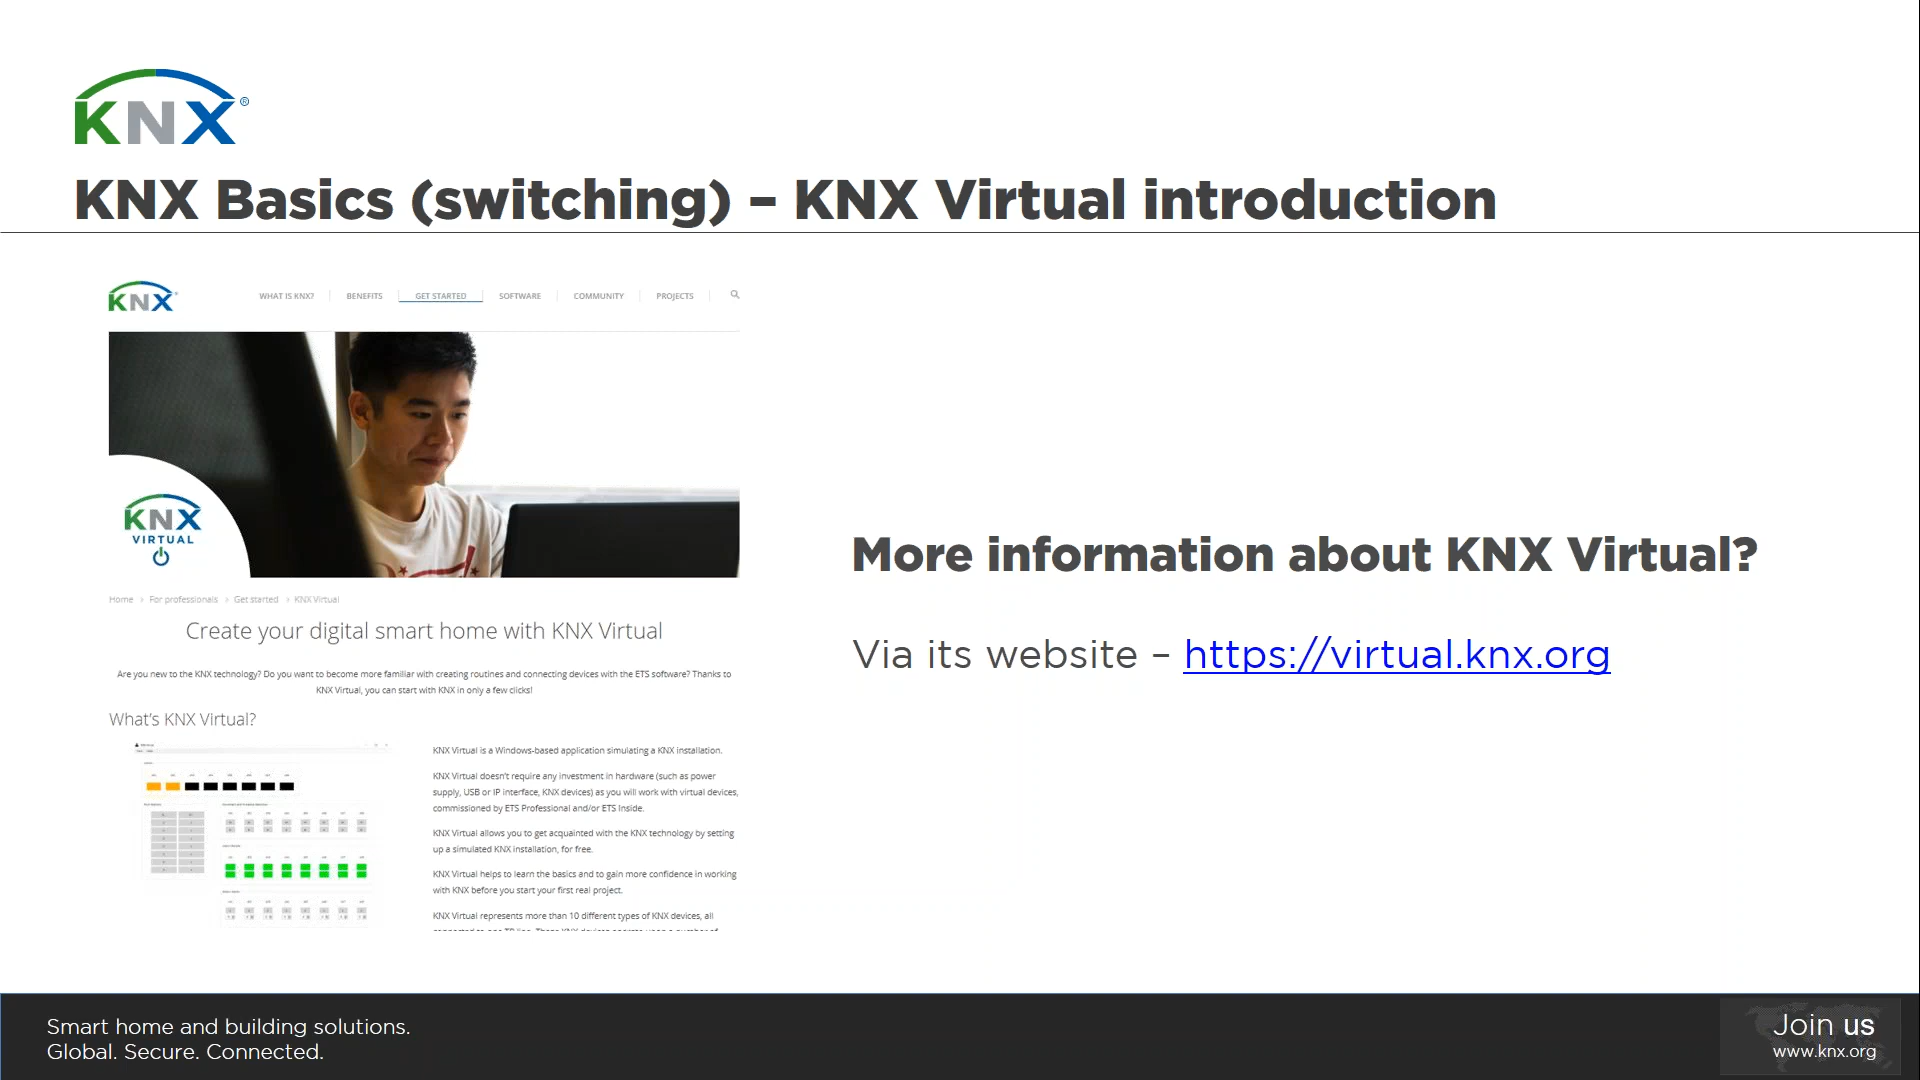 KNX®
KNX Basics (switching) – KNX Virtual introduction
KNX
WHAT IS KNX?
BENEFITS
GET STARTED
SOFTWARE
COMMUNITY
PROJECTS
KNX
VIRTUAL
Home > For professionals > Get started > KNX Virtual
Create your digital smart home with KNX Virtual
Are you new to the KNX technology? Do you want to become more familiar with creating routines and connecting devices with the ETS software? Thanks to
KNX Virtual, you can start with KNX in only a few clicks!
What's KNX Virtual?
KNX Virtual is a Windows-based application simulating a KNX installation.
KNX Virtual doesn't require any investment in hardware (such as power
supply, USB or IP interface, KNX devices) as you will work with virtual devices,
commissioned by ETS Professional and/or ETS Inside.
KNX Virtual allows you to get acquainted with the KNX technology by setting
up a simulated KNX installation, for free.
KNX Virtual helps to learn the basics and to gain more confidence in working
with KNX before you start your first real project.
KNX Virtual represents more than 10 different types of KNX devices, all
More information about KNX Virtual?
Via its website – https://virtual.knx.org
Smart home and building solutions.
Global. Secure. Connected.
Join us
www.knx.org